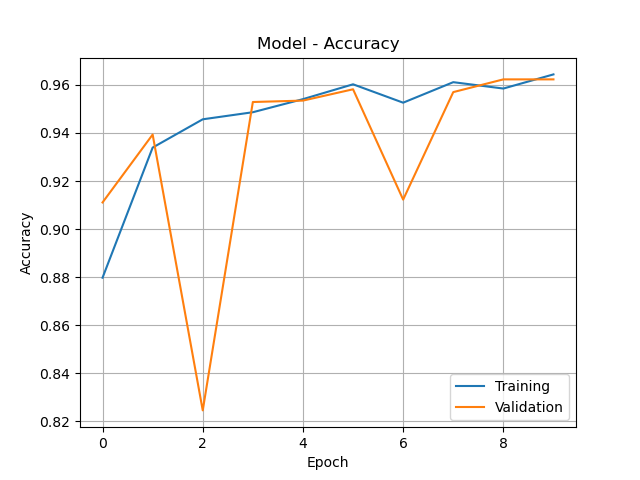 Model - Accuracy
Accuracy
0.96
0.94
0.92
0.90
0.88
0.86
0.84
0.82
Training
Validation
0 2 4 6 8
Epoch